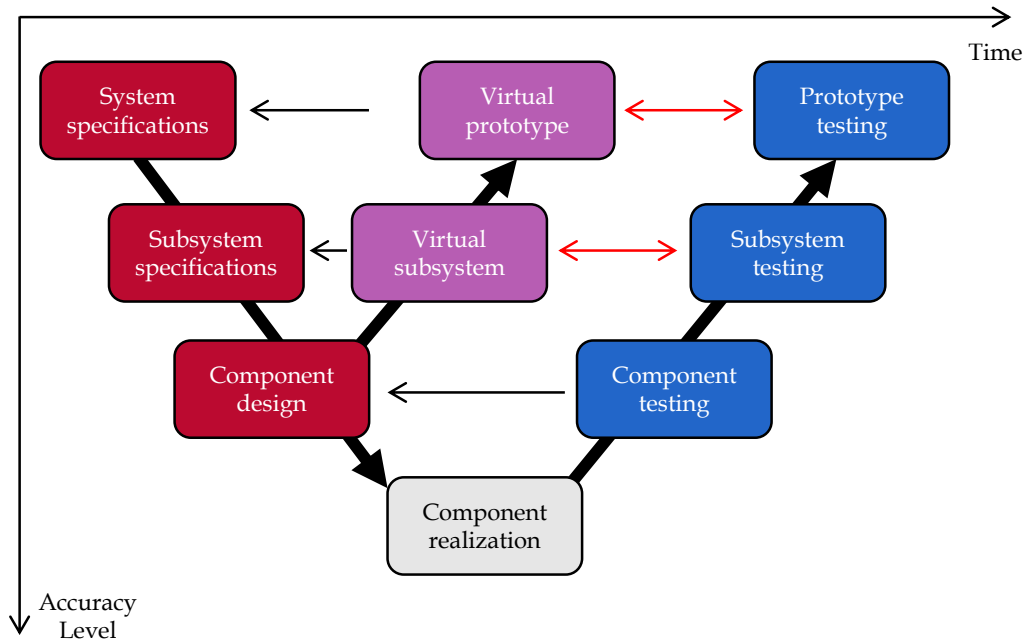 Time
System
specifications
Virtual
prototype
Prototype
testing
Subsystem
specifications
Virtual
subsystem
Subsystem
testing
Component
design
Component
testing
Component
realization
Accuracy
Level